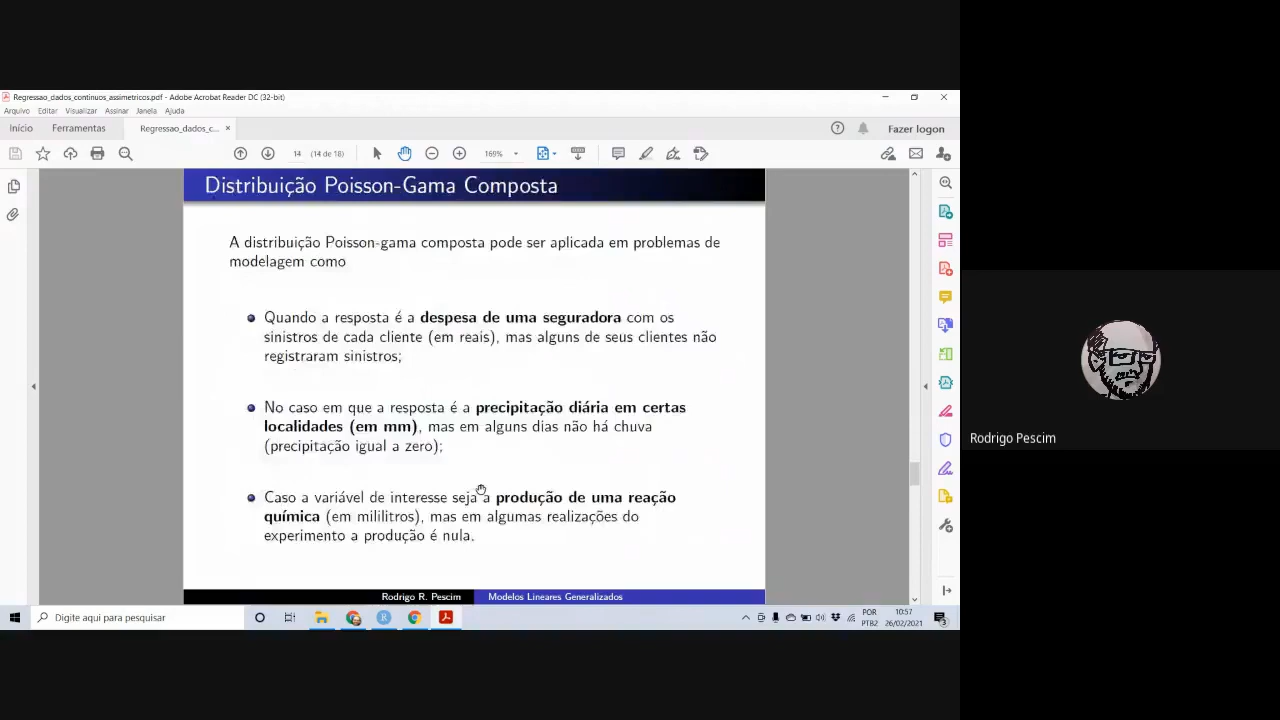 Regressao_dados_continuos_assimetricos.pdf - Adobe Acrobat Reader DC (32-bit)
Arquivo Editar Visualizar Assinar Janela Ajuda
Início Ferramentas Regressao_dados_c... × Fazer logon
14 (14 de 18) 169%
Distribuição Poisson-Gama Composta
A distribuição Poisson-gama composta pode ser aplicada em problemas de
modelagem como
Quando a resposta é a despesa de uma seguradora com os
sinistros de cada cliente (em reais), mas alguns de seus clientes não
registraram sinistros;
No caso em que a resposta é a precipitação diária em certas
localidades (em mm), mas em alguns dias não há chuva
(precipitação igual a zero);
Caso a variável de interesse seja a produção de uma reação
química (em mililitros), mas em algumas realizações do
experimento a produção é nula.
Rodrigo R. Pescim Modelos Lineares Generalizados
Rodrigo Pescim
Digite aqui para pesquisar
POR 10:57
PTB2 26/02/2021 3